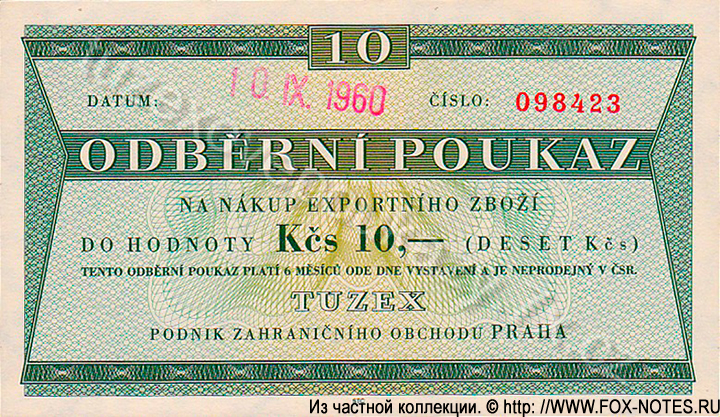 10
DATUM: 10 IX. 1960 ČÍSLO: 098423
ODBĚRNÍ POUKAZ
NA NÁKUP EXPORTNÍHO ZBOŽÍ
DO HODNOTY Kčs 10,— (DESET Kčs)
TENTO ODBĚRNÍ POUKAZ PLATÍ 6 MĚSÍCŮ ODE DNE VYSTAVENÍ A JE NEPRODEJNÝ V ČSR.
TUZEX
PODNIK ZAHRANIČNÍHO OBCHODU PRAHA
Из частной коллекции. © http://WWW.FOX-NOTES.RU